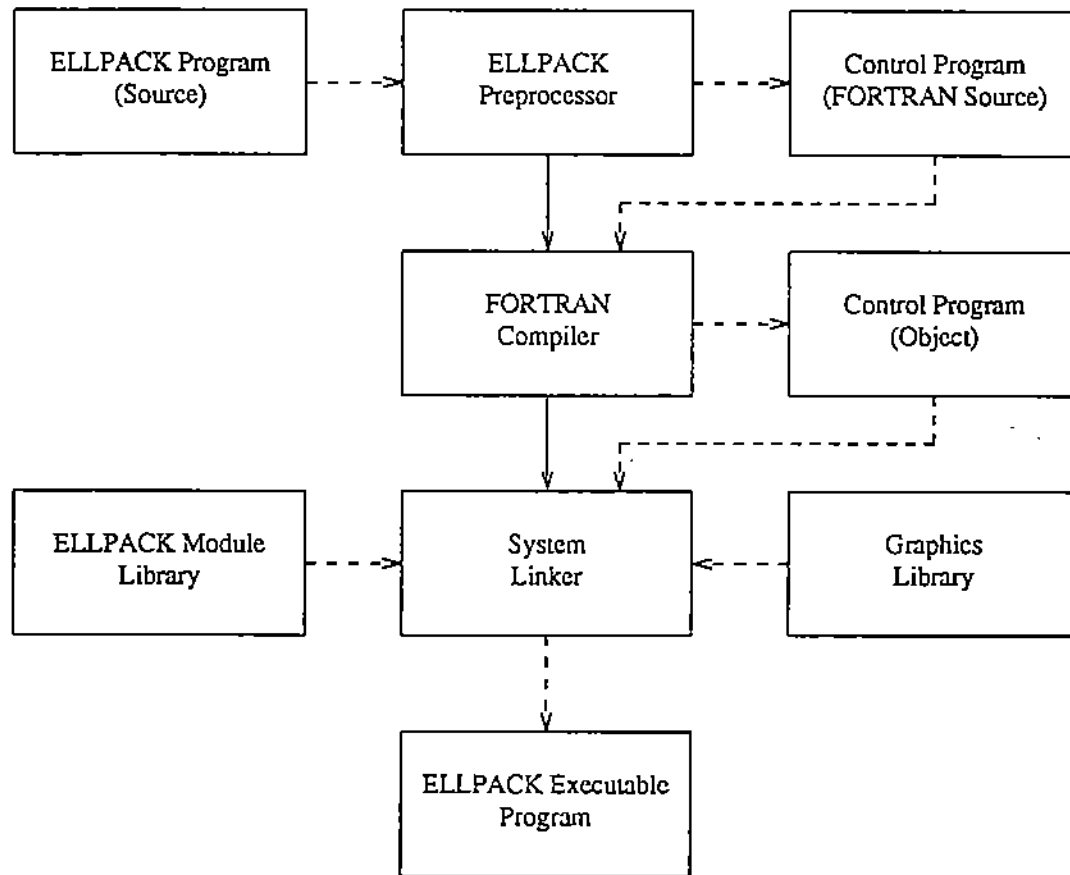 ELLPACK Program
(Source)
ELLPACK
Preprocessor
Control Program
(FORTRAN Source)
FORTRAN
Compiler
Control Program
(Object)
ELLPACK Module
Library
System
Linker
Graphics
Library
ELLPACK Executable
Program